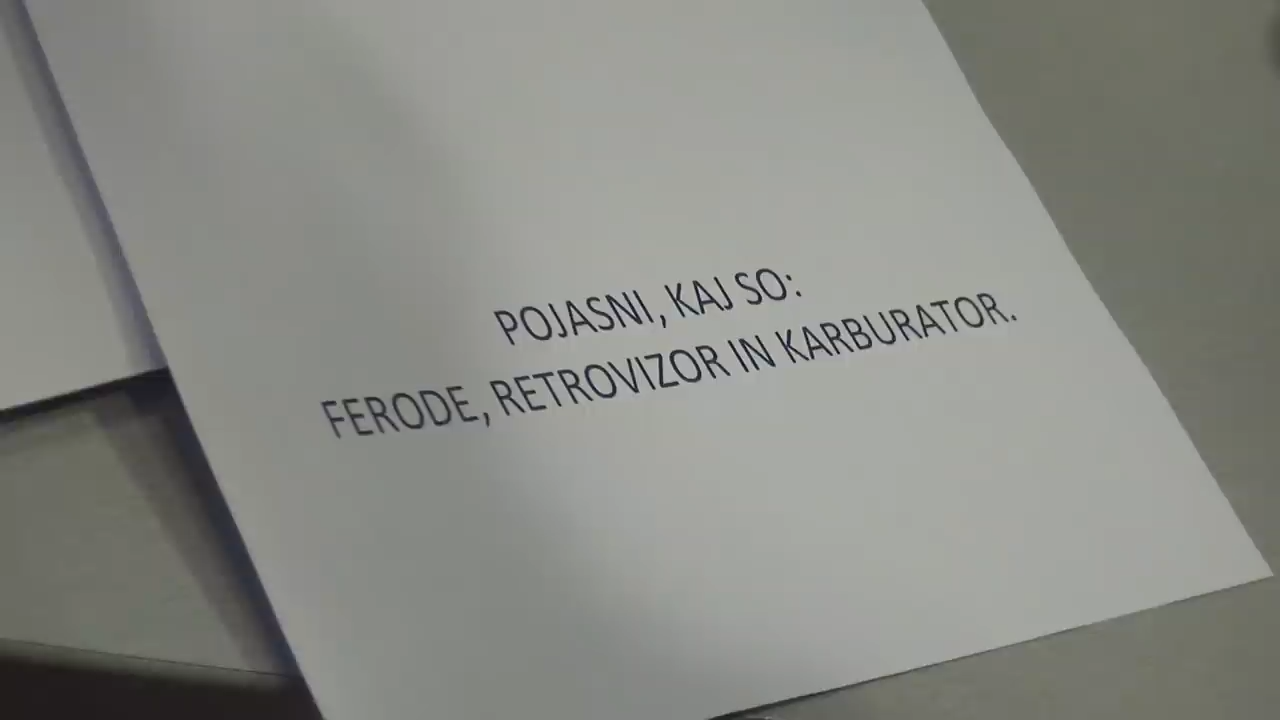 POJASNI, KAJ SO:
FERODE, RETROVIZOR IN KARBURATOR.